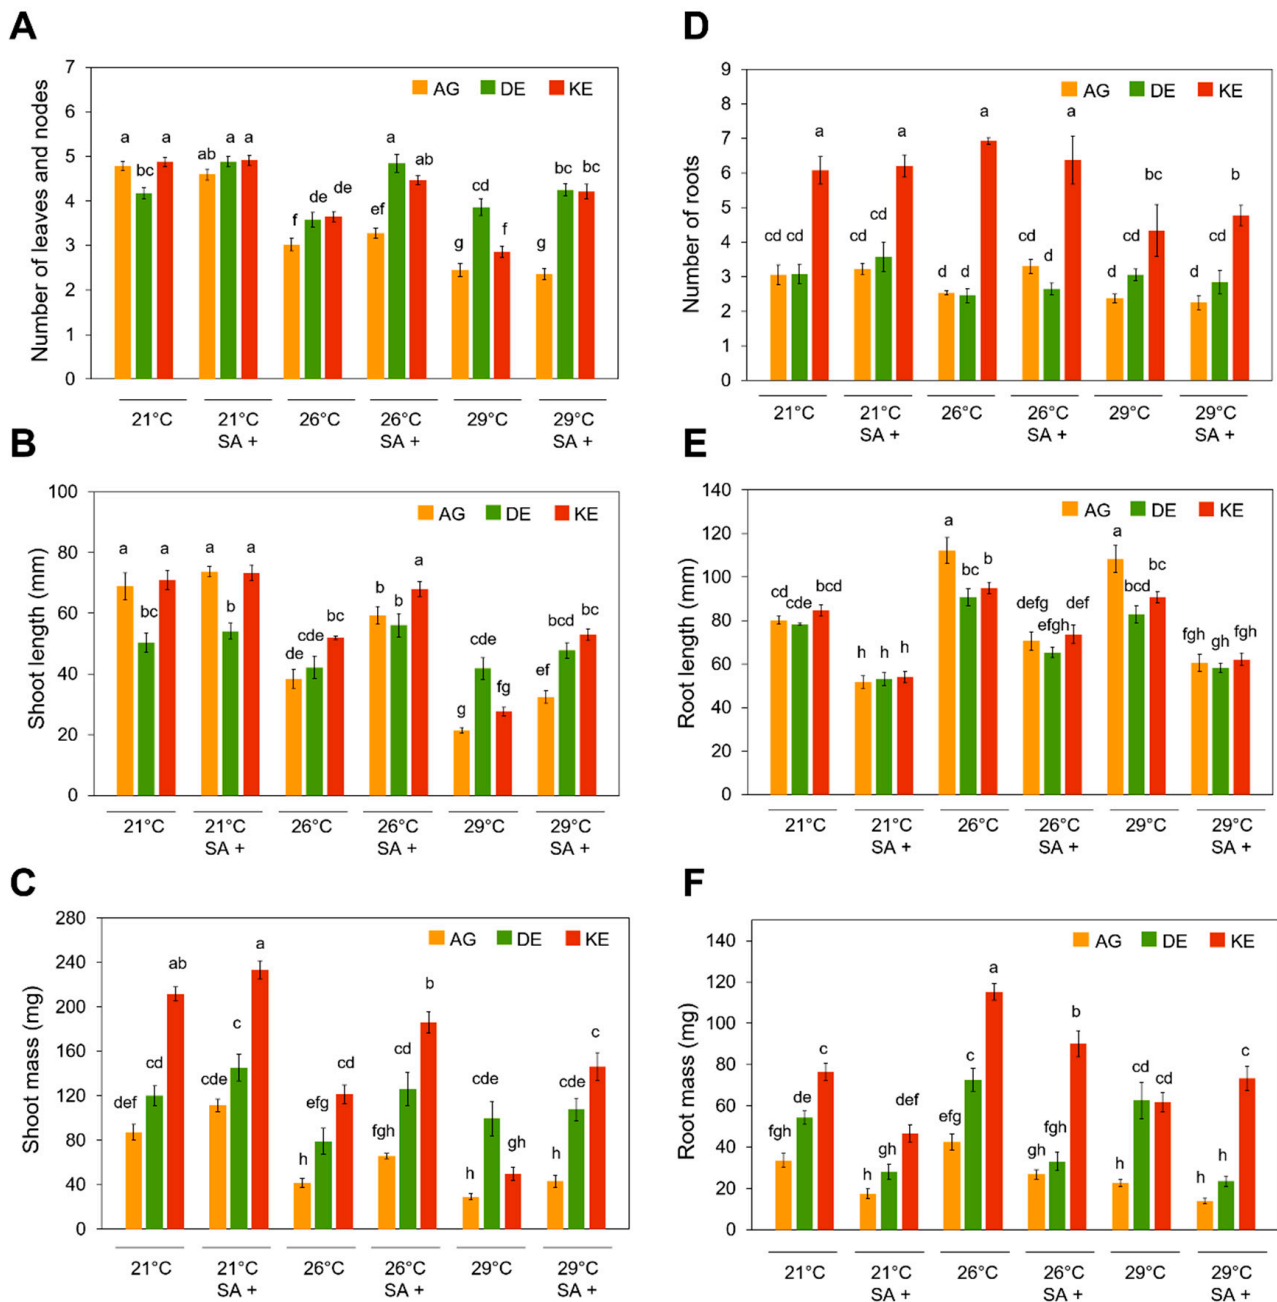 A
Number of leaves and nodes
7
6
5
4
3
2
1
0
AG DE KE
a bc a ab a a f de de ef a ab g cd f g bc bc
21°C 21°C 26°C 26°C 29°C 29°C
SA + SA + SA +
B
Shoot length (mm)
100
80
60
40
20
0
AG DE KE
a bc a a b a de cde bc b b a g cde fg ef bcd bc
21°C 21°C 26°C 26°C 29°C 29°C
SA + SA + SA +
C
Shoot mass (mg)
280
240
200
160
120
80
40
0
AG DE KE
def cd ab cde c a h efg cd fgh cd b h cde gh h cde c
21°C 21°C 26°C 26°C 29°C 29°C
SA + SA + SA +
D
Number of roots
9
8
7
6
5
4
3
2
1
0
AG DE KE
cd cd a cd cd a d d a cd d a d cd bc d cd b
21°C 21°C 26°C 26°C 29°C 29°C
SA + SA + SA +
E
Root length (mm)
140
120
100
80
60
40
20
0
AG DE KE
cd cde bcd h h h a bc b defg efgh def a bcd bc fgh gh fgh
21°C 21°C 26°C 26°C 29°C 29°C
SA + SA + SA +
F
Root mass (mg)
140
120
100
80
60
40
20
0
AG DE KE
fgh de c h gh def efg c a gh fgh b h cd cd h h c
21°C 21°C 26°C 26°C 29°C 29°C
SA + SA + SA +